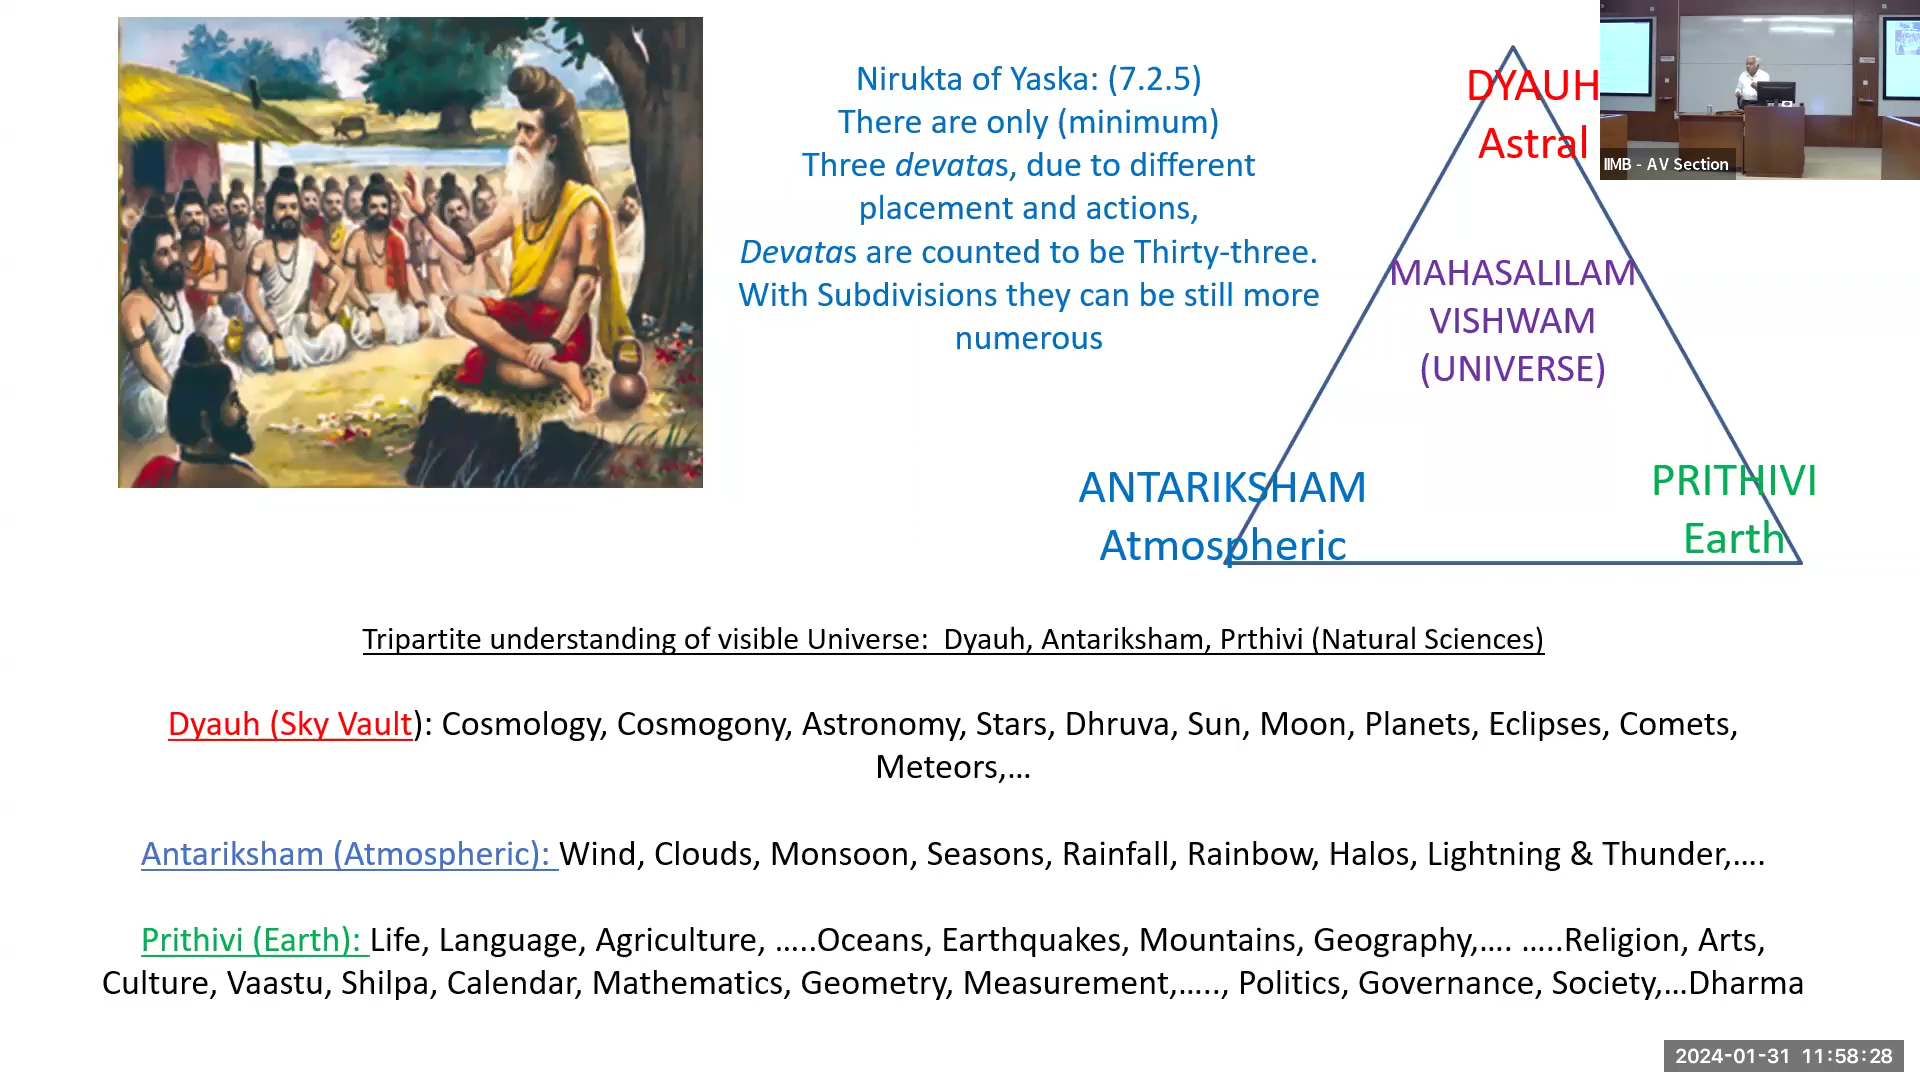 Nirukta of Yaska: (7.2.5)
There are only (minimum)
Three devatas, due to different
placement and actions,
Devatas are counted to be Thirty-three.
With Subdivisions they can be still more
numerous
DYAUH
Astral
IIMB - AV Section
MAHASALILAM
VISHWAM
(UNIVERSE)
ANTARIKSHAM
Atmospheric
PRITHIVI
Earth
Tripartite understanding of visible Universe:  Dyauh, Antariksham, Prthivi (Natural Sciences)
Dyauh (Sky Vault): Cosmology, Cosmogony, Astronomy, Stars, Dhruva, Sun, Moon, Planets, Eclipses, Comets,
Meteors,…
Antariksham (Atmospheric): Wind, Clouds, Monsoon, Seasons, Rainfall, Rainbow, Halos, Lightning & Thunder,….
Prithivi (Earth): Life, Language, Agriculture, …..Oceans, Earthquakes, Mountains, Geography,…. …..Religion, Arts,
Culture, Vaastu, Shilpa, Calendar, Mathematics, Geometry, Measurement,….., Politics, Governance, Society,…Dharma
2024-01-31 11:58:28